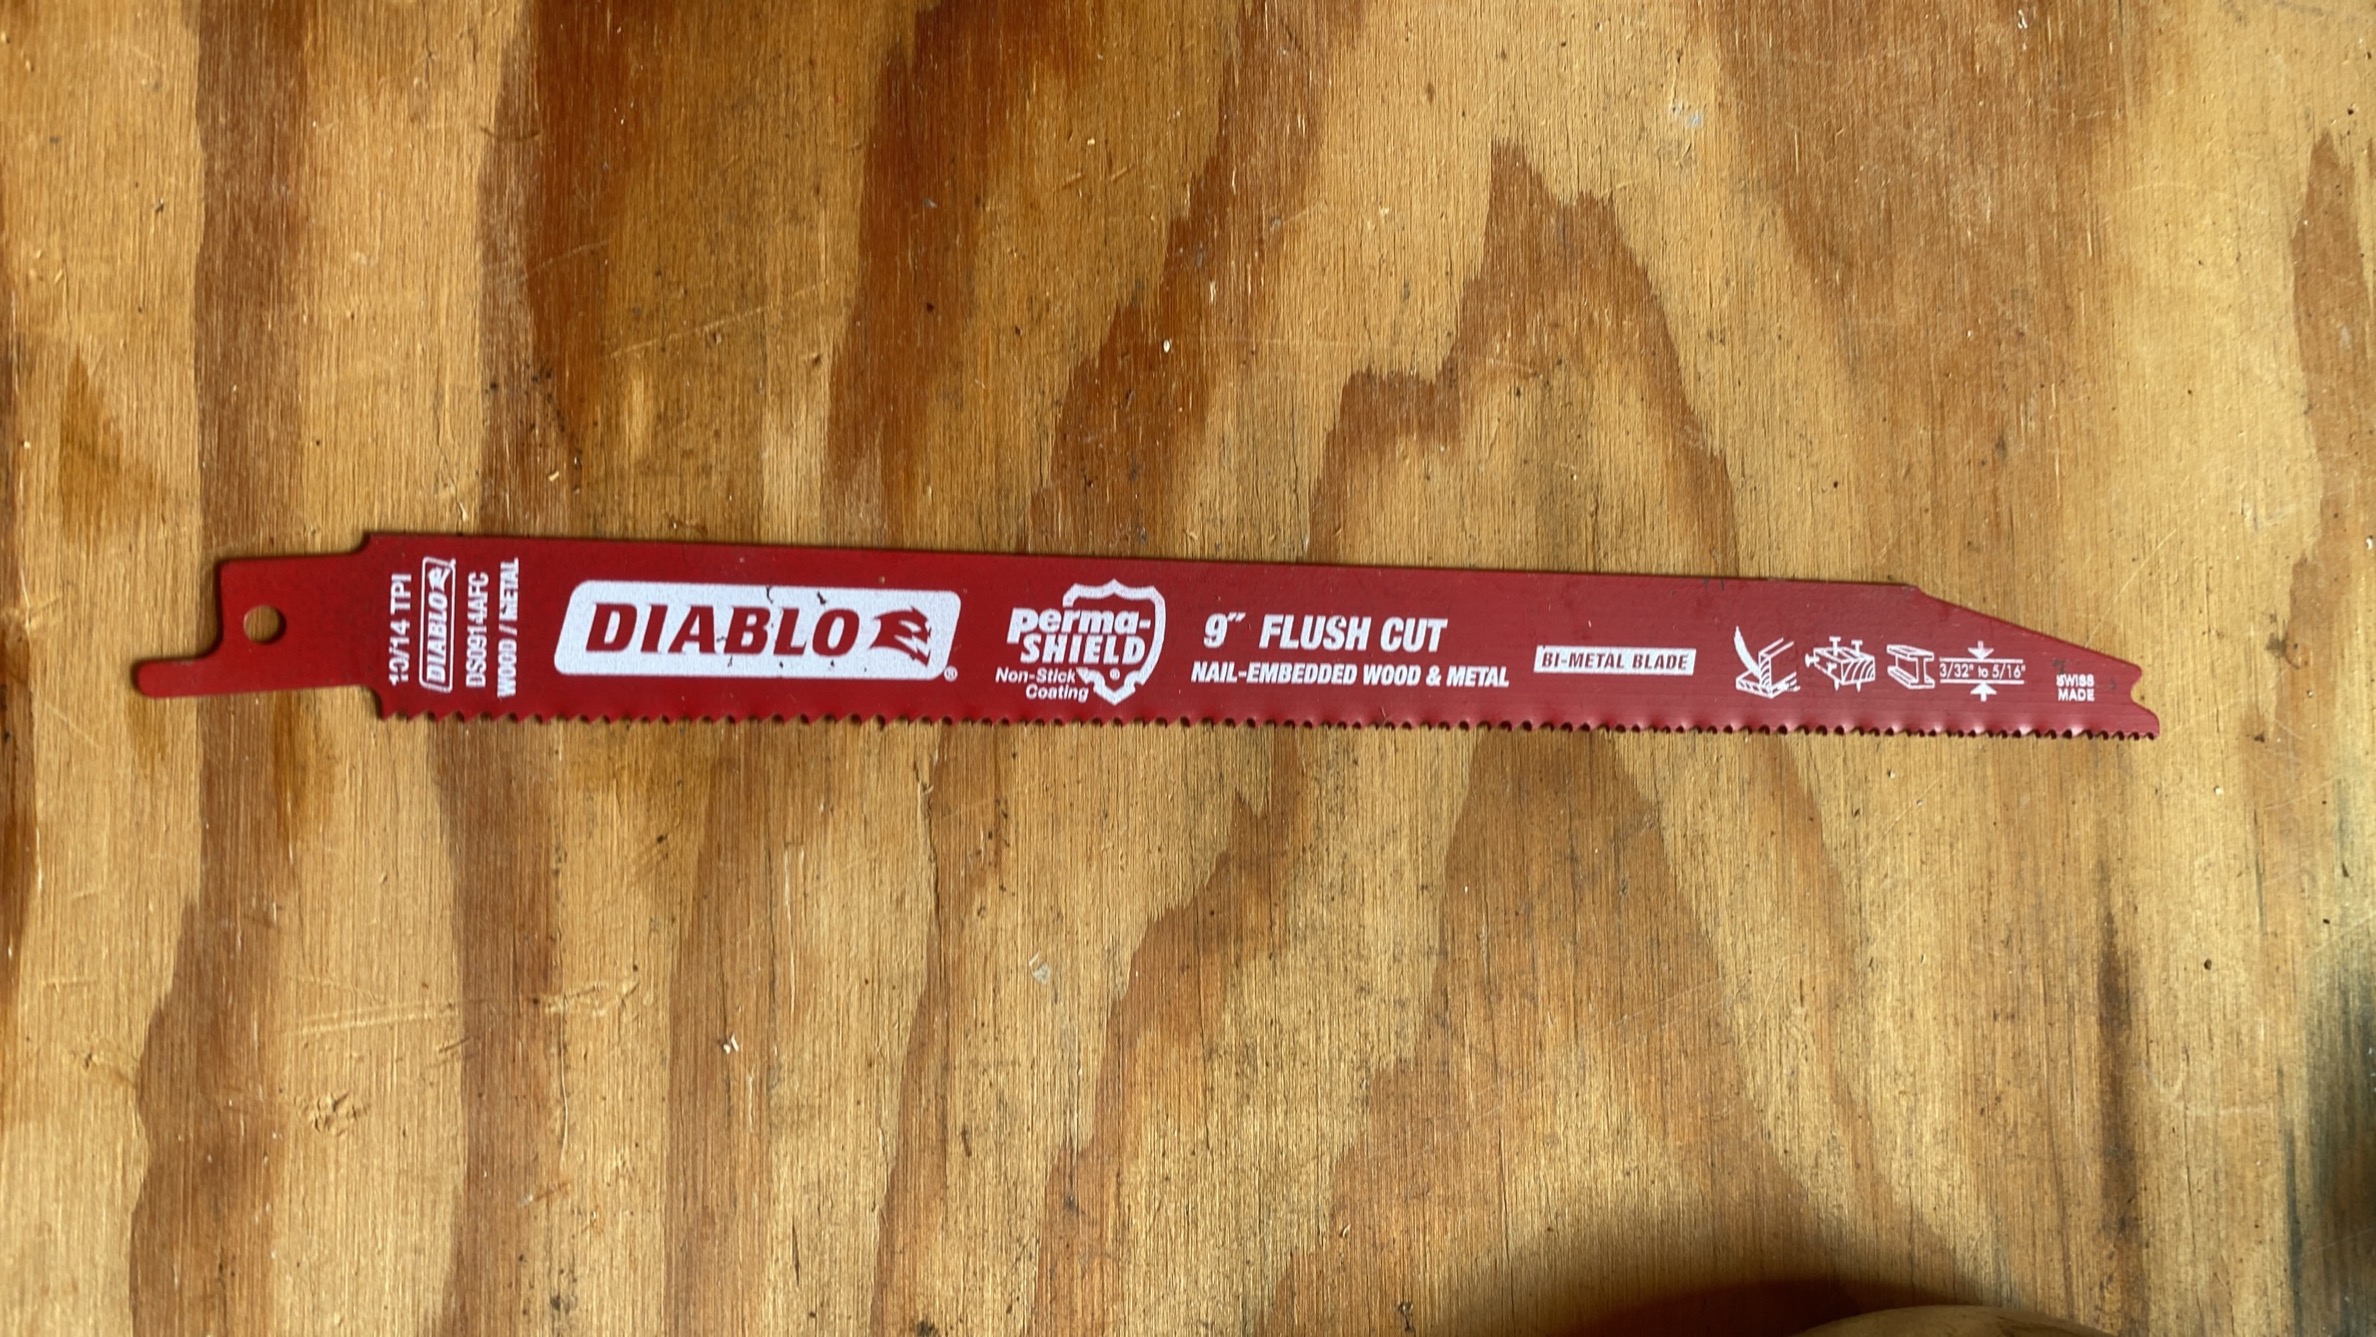 10/14 TPI
DIABLO
DS0914AFC
WOOD / METAL
DIABLO®
Perma-
SHIELD®
Non-Stick
Coating
9″ FLUSH CUT
NAIL-EMBEDDED WOOD & METAL
BI-METAL BLADE
3/32" to 5/16"
SWISS
MADE